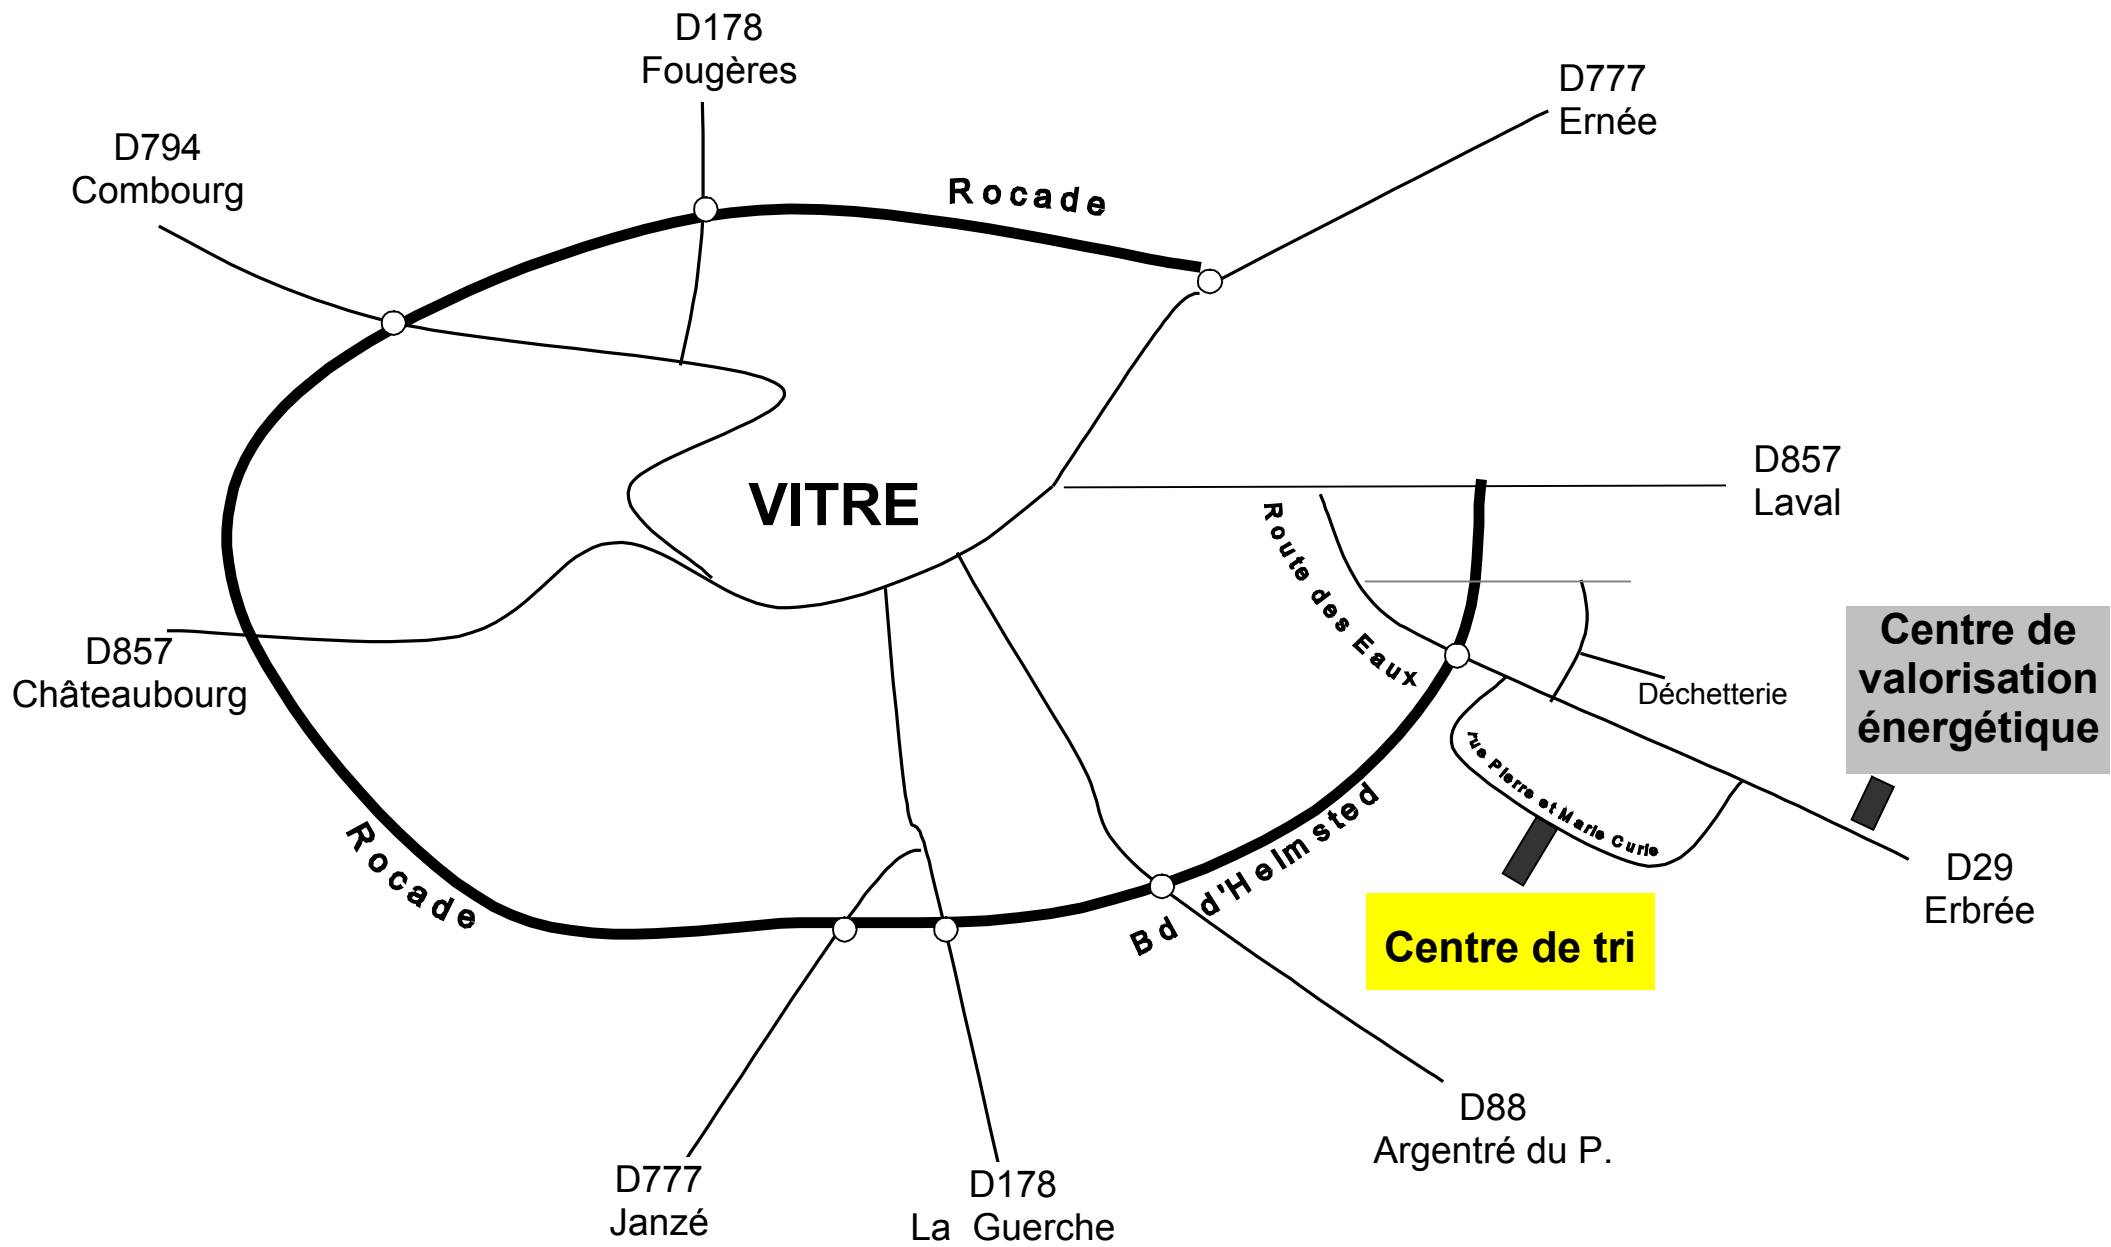 D178
Fougères
D777
Ernée
D794
Combourg
Rocade
D857
Laval
VITRE
Route des Eaux
Centre de
valorisation
énergétique
D857
Châteaubourg
Déchetterie
rue Pierre et Marie Curie
Rocade
Bd d'Helmsted
D29
Erbrée
Centre de tri
D88
Argentré du P.
D777
Janzé
D178
La Guerche